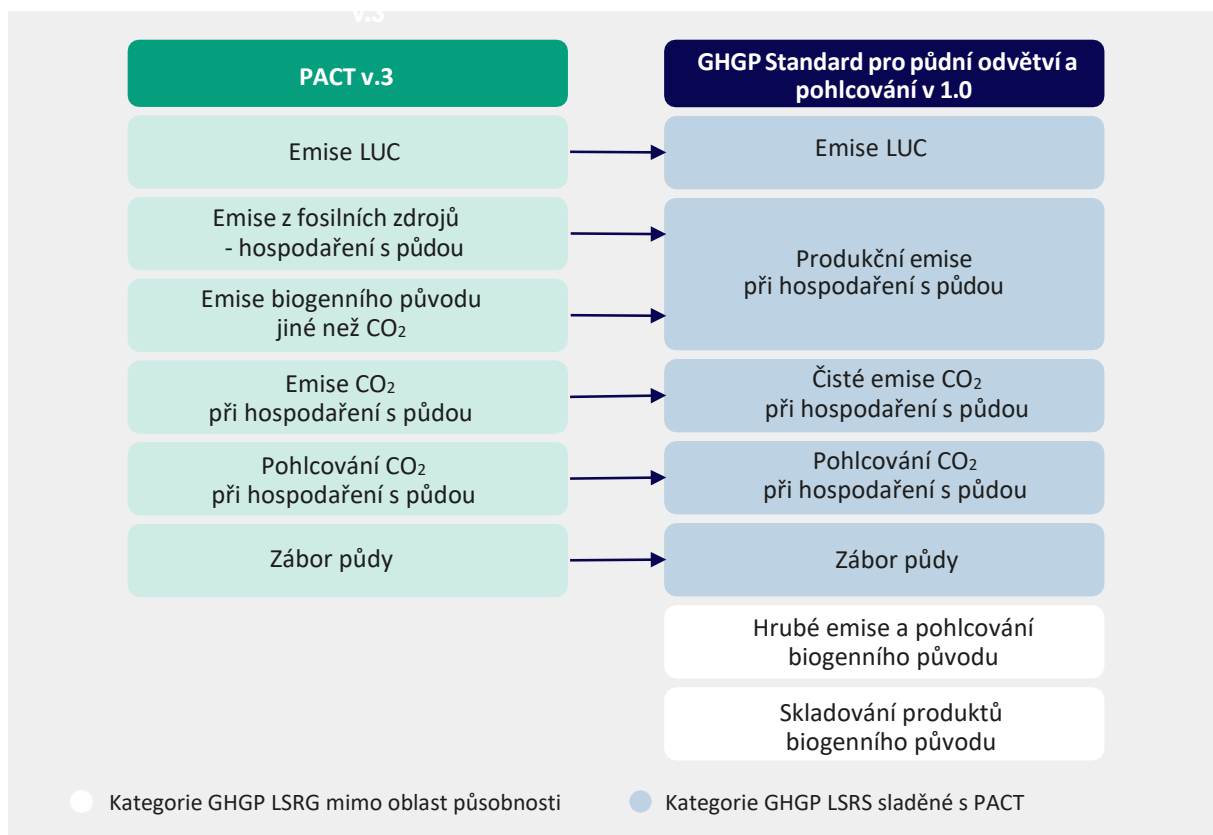 v.3
PACT v.3
GHGP Standard pro půdní odvětví a
pohlcování v 1.0
Emise LUC
Emise LUC
Emise z fosilních zdrojů
- hospodaření s půdou
Emise biogenního původu
jiné než CO₂
Produkční emise
při hospodaření s půdou
Emise CO₂
při hospodaření s půdou
Čisté emise CO₂
při hospodaření s půdou
Pohlcování CO₂
při hospodaření s půdou
Pohlcování CO₂
při hospodaření s půdou
Zábor půdy
Zábor půdy
Hrubé emise a pohlcování
biogenního původu
Skladování produktů
biogenního původu
Kategorie GHGP LSRG mimo oblast působnosti
Kategorie GHGP LSRS sladěné s PACT